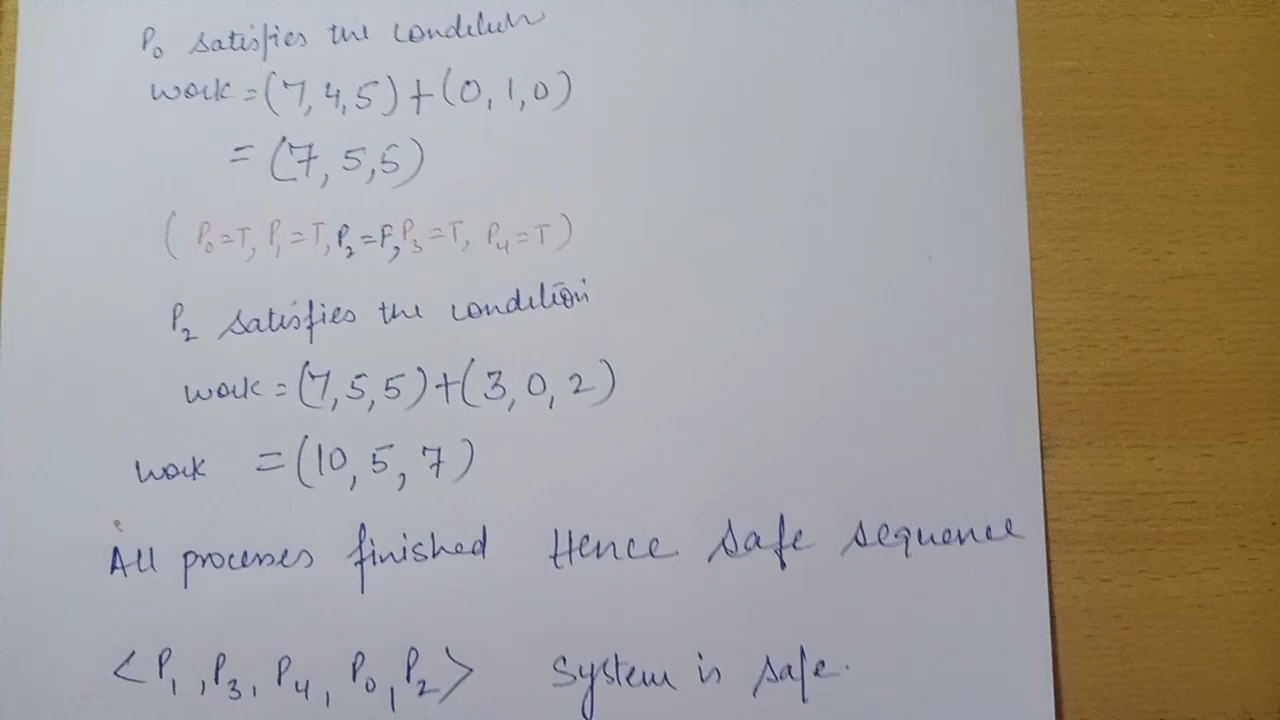 P₀ satisfies the condition
work = (7, 4, 5) + (0, 1, 0)
= (7, 5, 5)
( P₀=T, P₁=T, P₂=F, P₃=T, P₄=T )
P₂ satisfies the condition
work = (7, 5, 5) + (3, 0, 2)
work = (10, 5, 7)
All processes finished Hence safe sequence
< P₁, P₃, P₄, P₀, P₂ > System is safe.